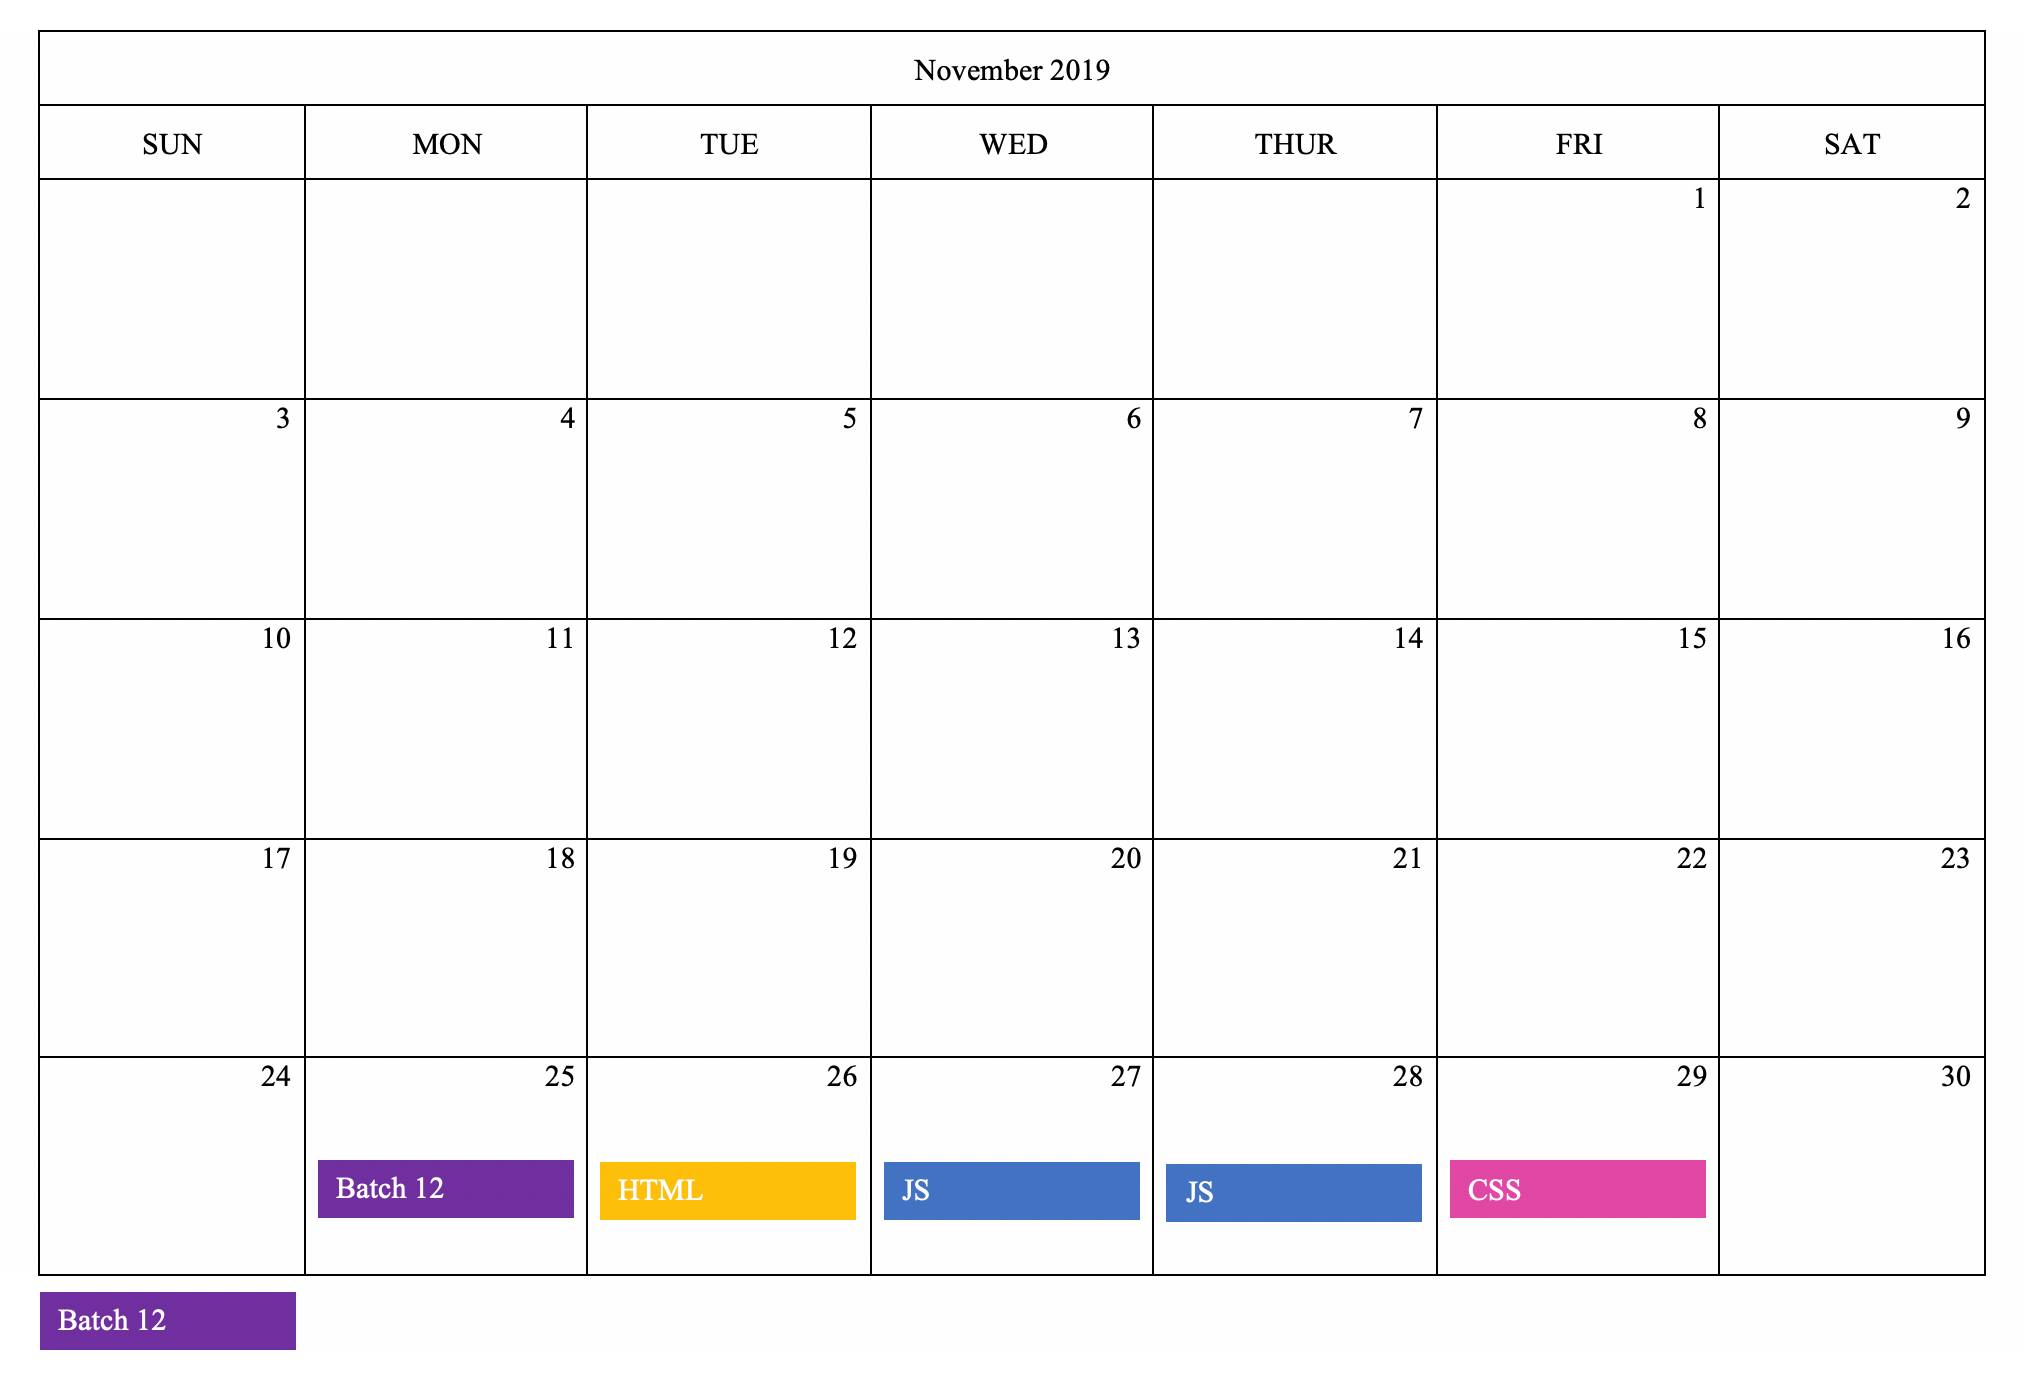 November 2019
SUN MON TUE WED THUR FRI SAT
1 2
3 4 5 6 7 8 9
10 11 12 13 14 15 16
17 18 19 20 21 22 23
24 25 26 27 28 29 30
Batch 12 HTML JS JS CSS
Batch 12